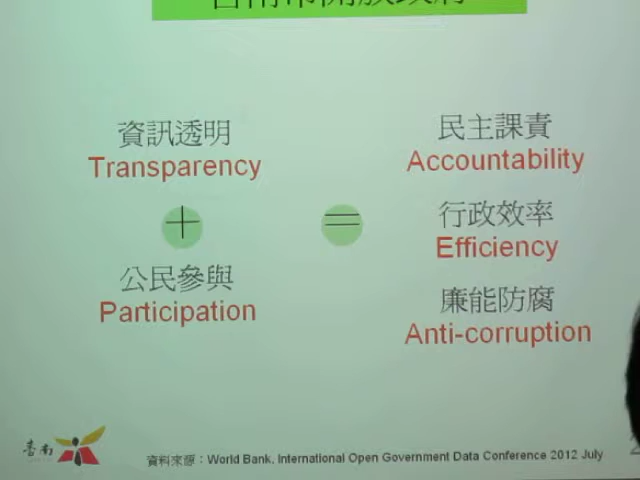 資訊透明
Transparency
+
公民參與
Participation
=
民主課責
Accountability
行政效率
Efficiency
廉能防腐
Anti-corruption
臺南
資料來源：World Bank, International Open Government Data Conference 2012 July